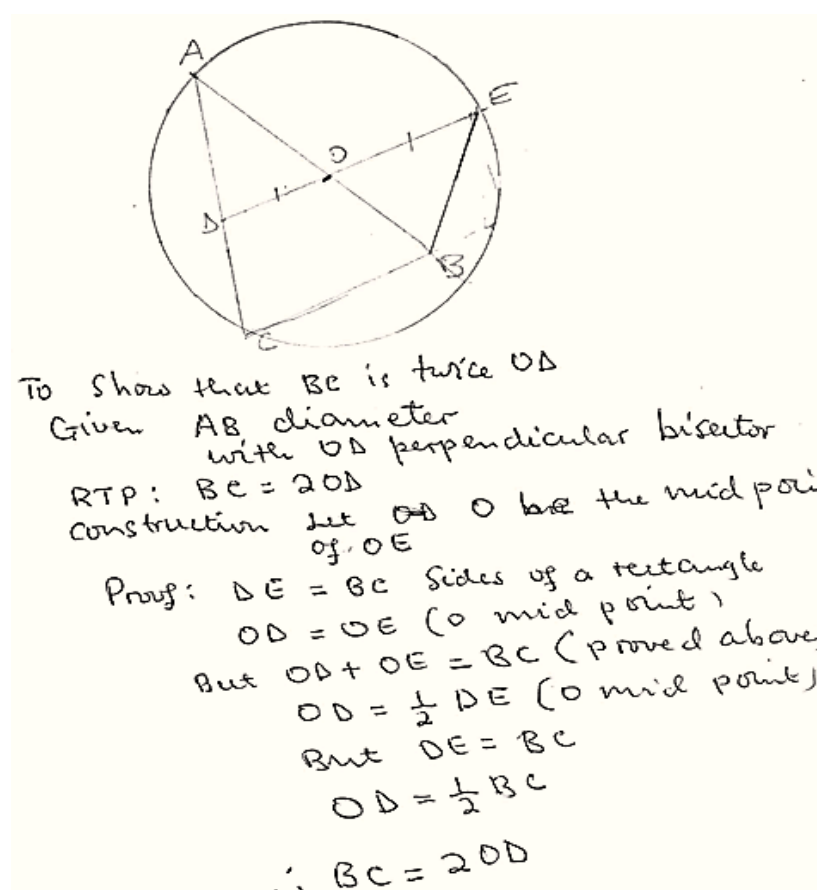 A
E
O
D
B
C
To Show that BC is twice OD
Given AB diameter
with OD perpendicular bisector
RTP: BC = 2OD
construction Let O be the mid poi
of OE
Proof: DE = BC Sides of a rectangle
OD = OE (O mid point)
But OD + OE = BC (proved above,
OD = 1/2 DE (O mid point)
But DE = BC
OD = 1/2 BC
∴ BC = 2OD